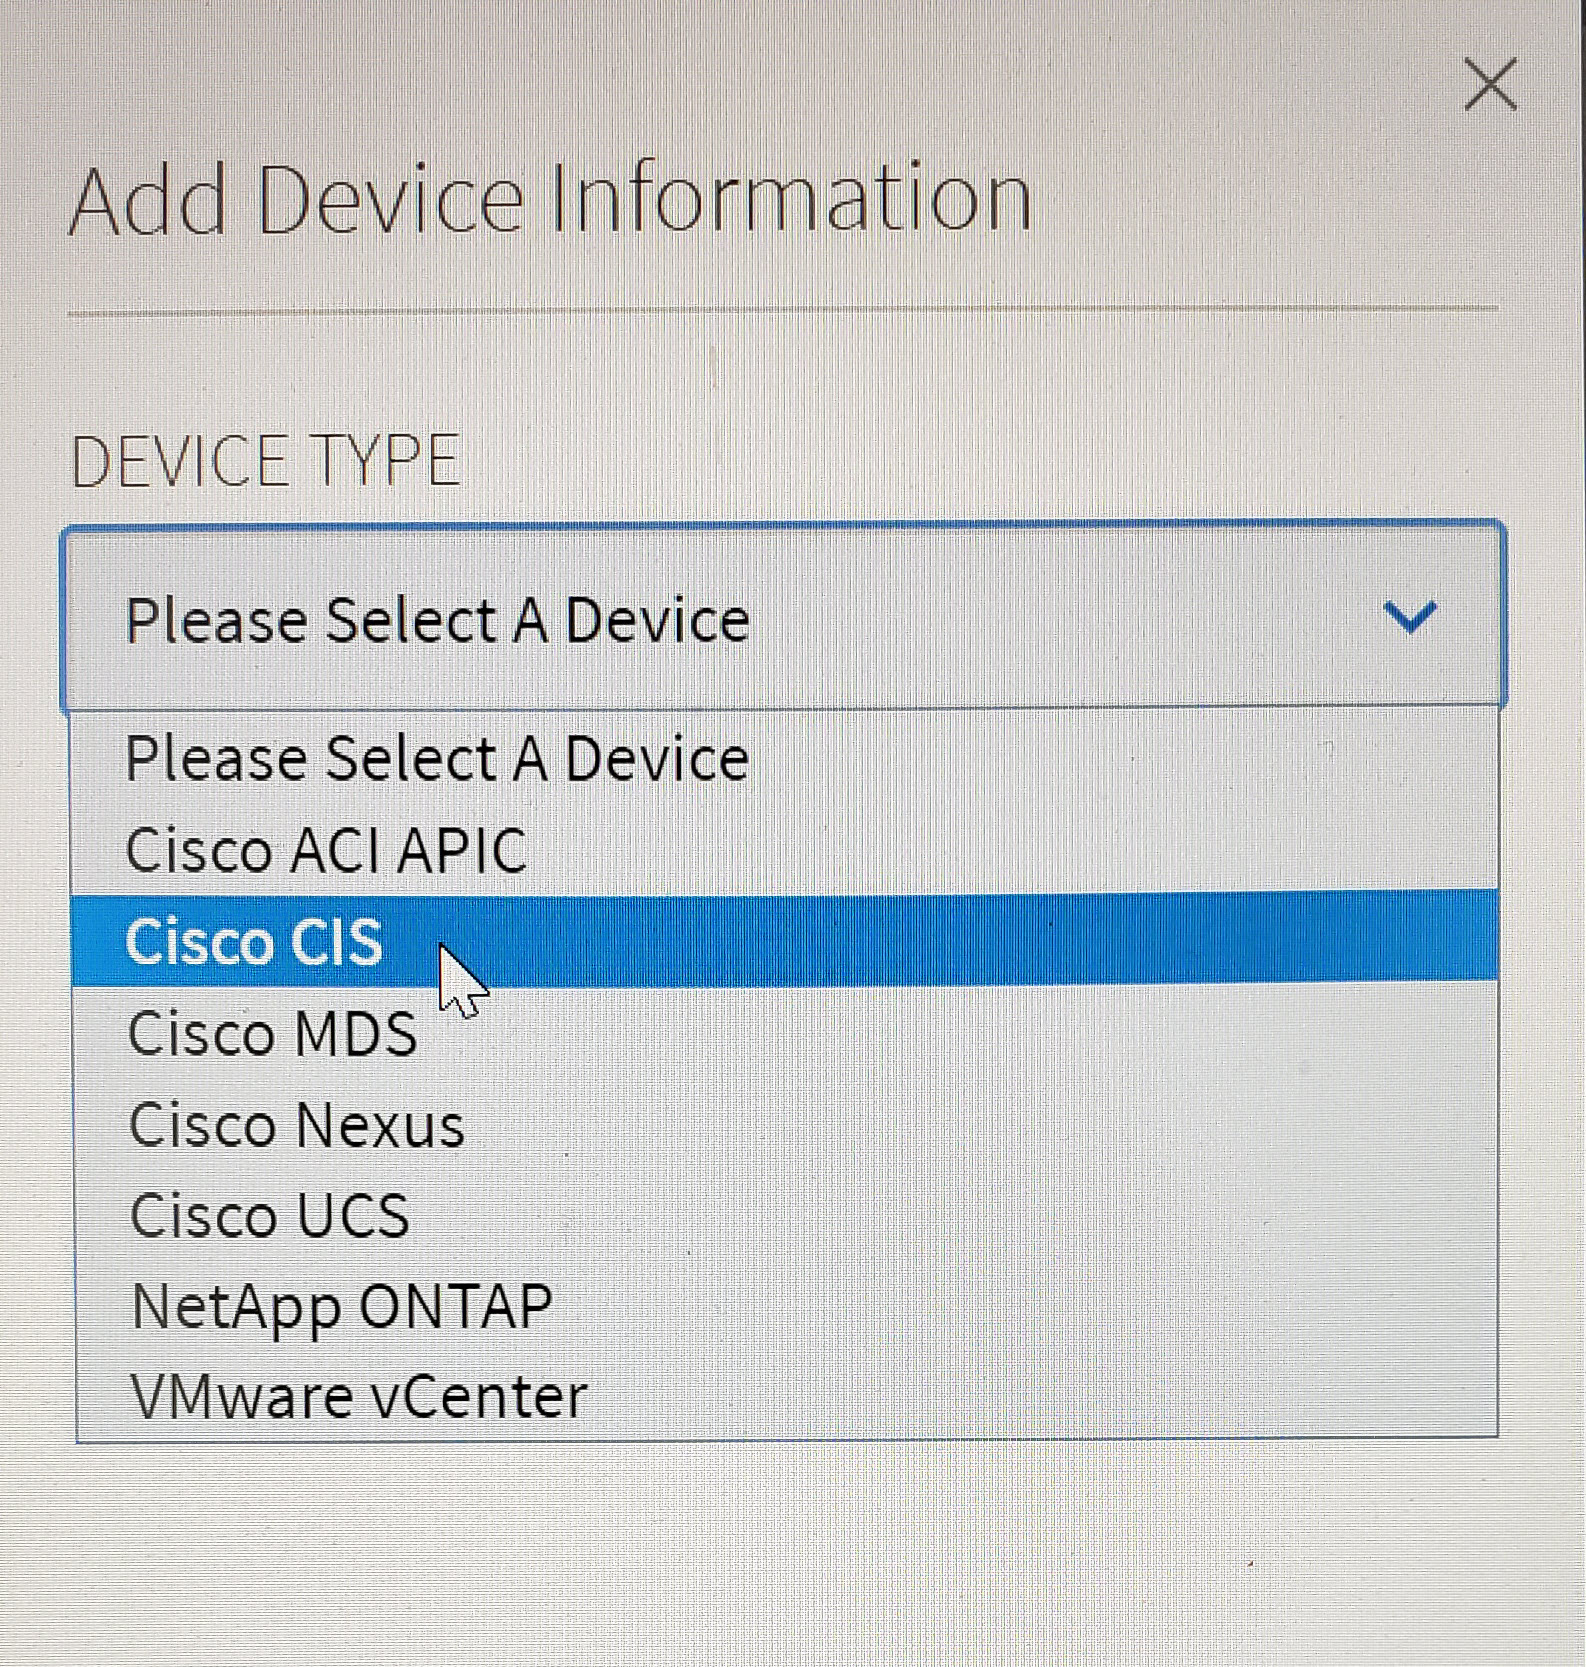 Add Device Information
DEVICE TYPE
Please Select A Device
Please Select A Device
Cisco ACI APIC
Cisco CIS
Cisco MDS
Cisco Nexus
Cisco UCS
NetApp ONTAP
VMware vCenter